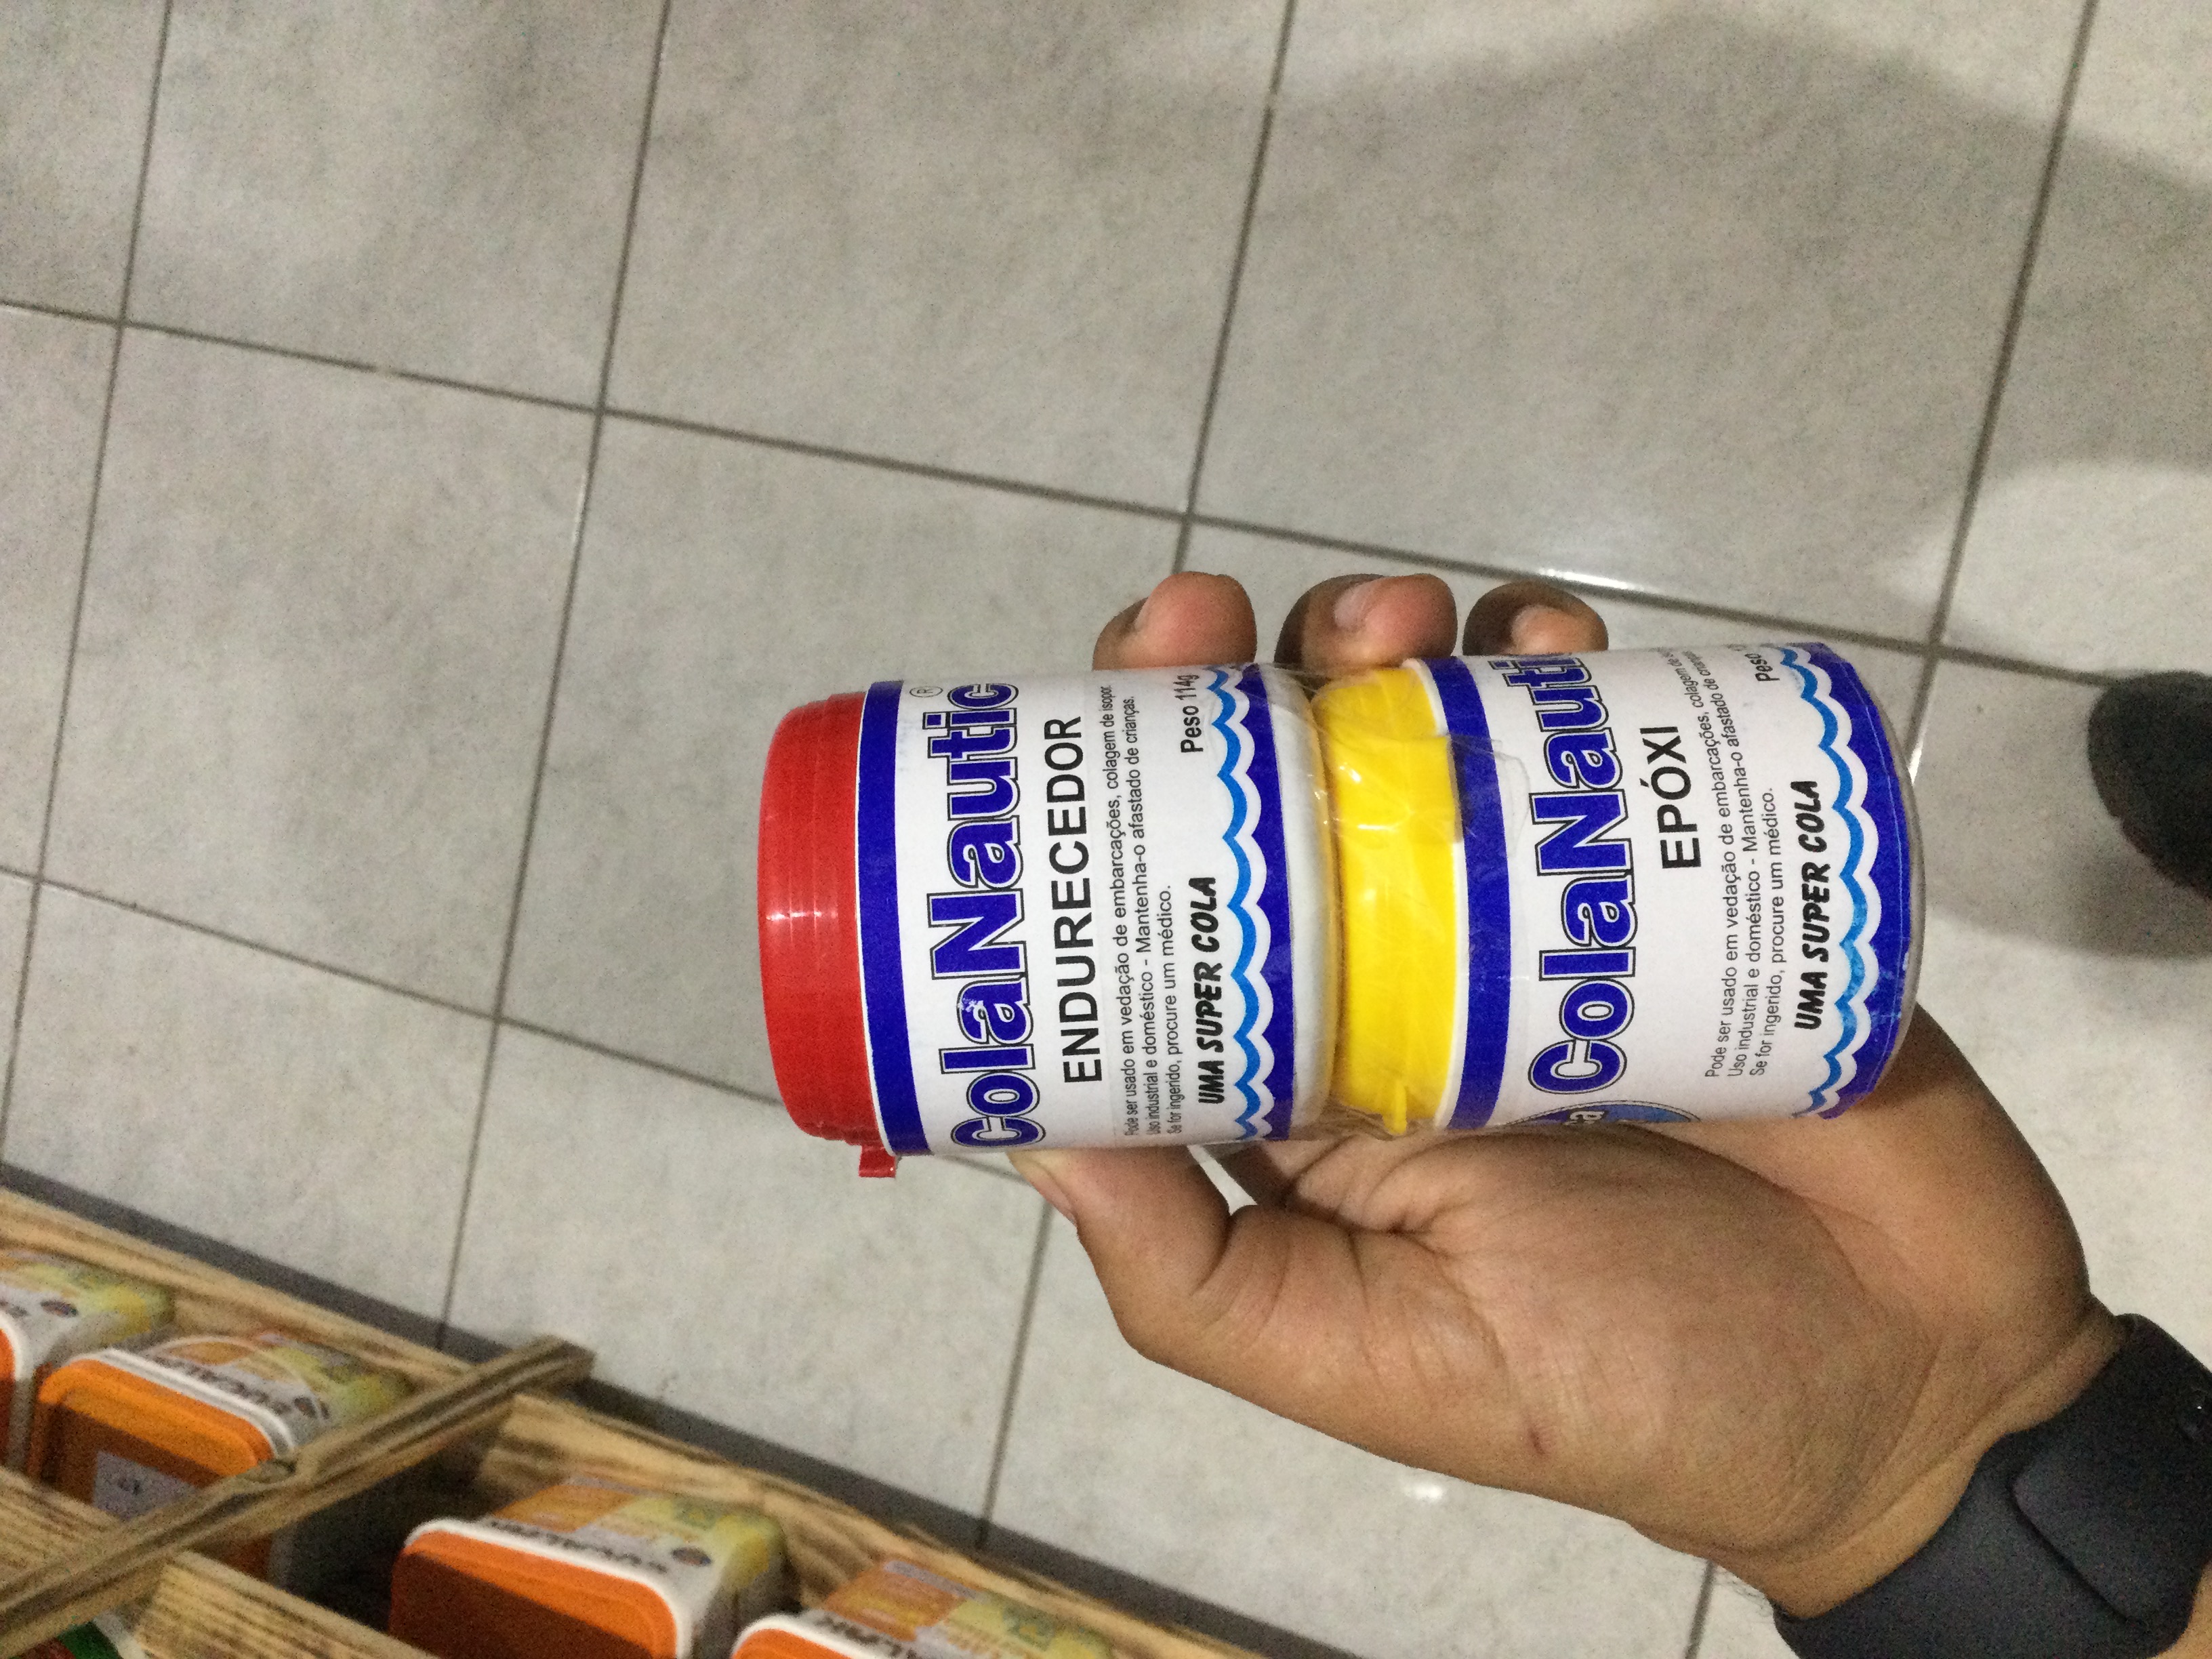 ColaNautic®
ENDURECEDOR
Pode ser usado em vedação de embarcações, colagem de isopor.
Uso industrial e doméstico - Mantenha-o afastado de crianças.
Se for ingerido, procure um médico.
Peso 114g
UMA SUPER COLA
ColaNauti
EPÓXI
Pode ser usado em vedação de embarcações, colagem de
Uso industrial e doméstico - Mantenha-o afastado de
Se for ingerido, procure um médico.
Peso
UMA SUPER COLA